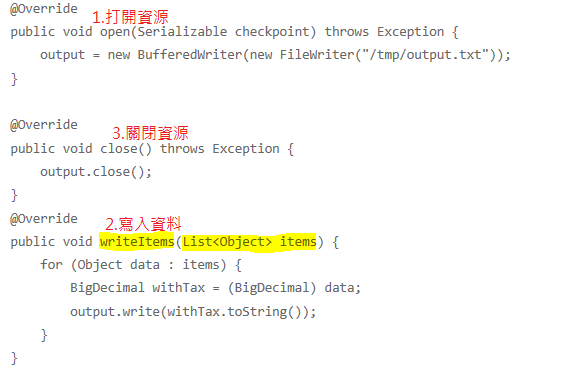 @Override
1.打開資源
public void open(Serializable checkpoint) throws Exception {
    output = new BufferedWriter(new FileWriter("/tmp/output.txt"));
}
@Override
3.關閉資源
public void close() throws Exception {
    output.close();
}
@Override
2.寫入資料
public void writeItems(List<Object> items) {
    for (Object data : items) {
        BigDecimal withTax = (BigDecimal) data;
        output.write(withTax.toString());
    }
}